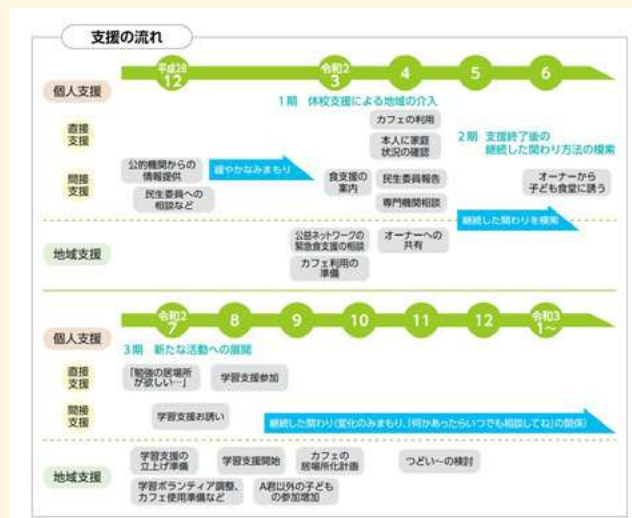 支援の流れ
平成28
12
令和2
3
4
5
6
個人支援
1期 休校支援による地域の介入
直接
支援
カフェの利用
本人に家庭
状況の確認
2期 支援終了後の
継続した関わり方法の模索
間接
支援
公的機関からの
情報提供
民生委員への
相談など
緩やかなみまもり
食支援の
案内
民生委員報告
専門機関相談
オーナーから
子ども食堂に誘う
継続した関わりを模索
地域支援
公益ネットワークの
緊急食支援の相談
カフェ利用の
準備
オーナーへの
共有
令和2
7
8
9
10
11
12
令和3
1~
個人支援
3期 新たな活動への展開
直接
支援
「勉強の居場所
が欲しい…」
学習支援参加
間接
支援
学習支援お誘い
継続した関わり(変化のみまもり、「何かあったらいつでも相談してね」の関係)
地域支援
学習支援の
立上げ準備
学習支援開始
カフェの
居場所化計画
つどい~の検討
学習ボランティア調整、
カフェ使用準備など
A君以外の子ども
の参加増加